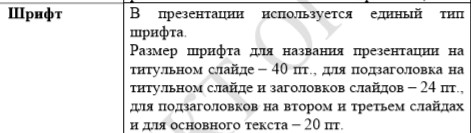 Шрифт
В презентации используется единый тип
шрифта.
Размер шрифта для названия презентации на
титульном слайде – 40 пт., для подзаголовка на
титульном слайде и заголовков слайдов – 24 пт.,
для подзаголовков на втором и третьем слайдах
и для основного текста – 20 пт.